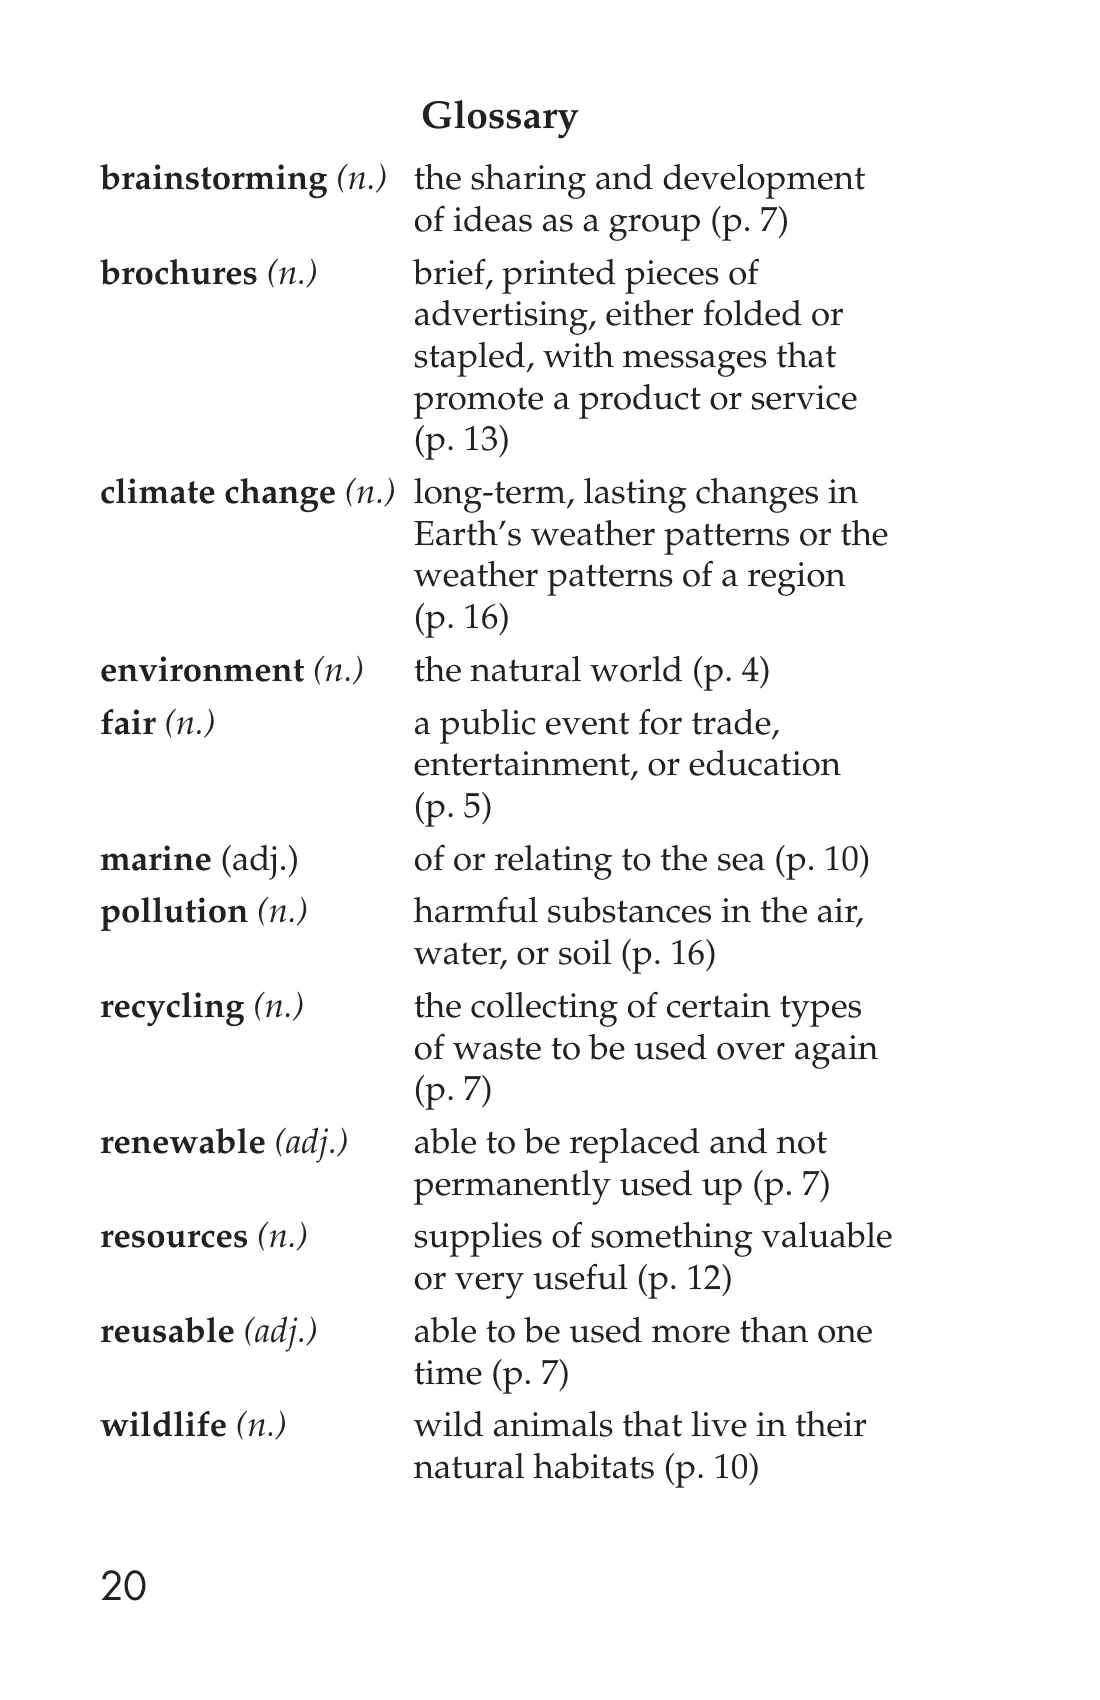 Glossary
brainstorming (n.) the sharing and development
of ideas as a group (p. 7)
brochures (n.) brief, printed pieces of
advertising, either folded or
stapled, with messages that
promote a product or service
(p. 13)
climate change (n.) long-term, lasting changes in
Earth’s weather patterns or the
weather patterns of a region
(p. 16)
environment (n.) the natural world (p. 4)
fair (n.) a public event for trade,
entertainment, or education
(p. 5)
marine (adj.) of or relating to the sea (p. 10)
pollution (n.) harmful substances in the air,
water, or soil (p. 16)
recycling (n.) the collecting of certain types
of waste to be used over again
(p. 7)
renewable (adj.) able to be replaced and not
permanently used up (p. 7)
resources (n.) supplies of something valuable
or very useful (p. 12)
reusable (adj.) able to be used more than one
time (p. 7)
wildlife (n.) wild animals that live in their
natural habitats (p. 10)
20